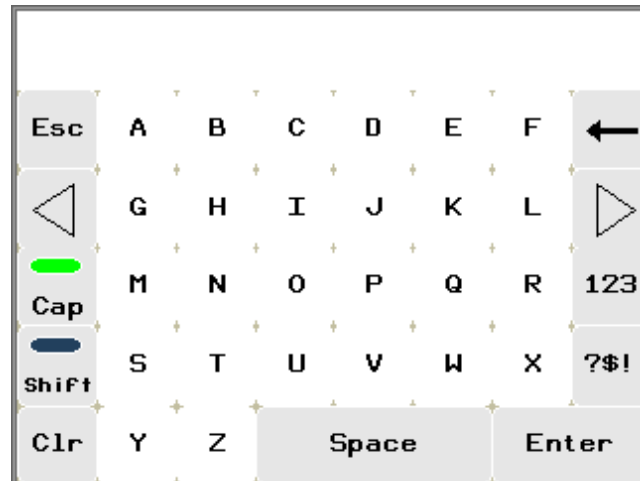 Esc A B C D E F
G H I J K L
Cap M N O P Q R 123
Shift S T U V W X ?$!
Clr Y Z Space Enter